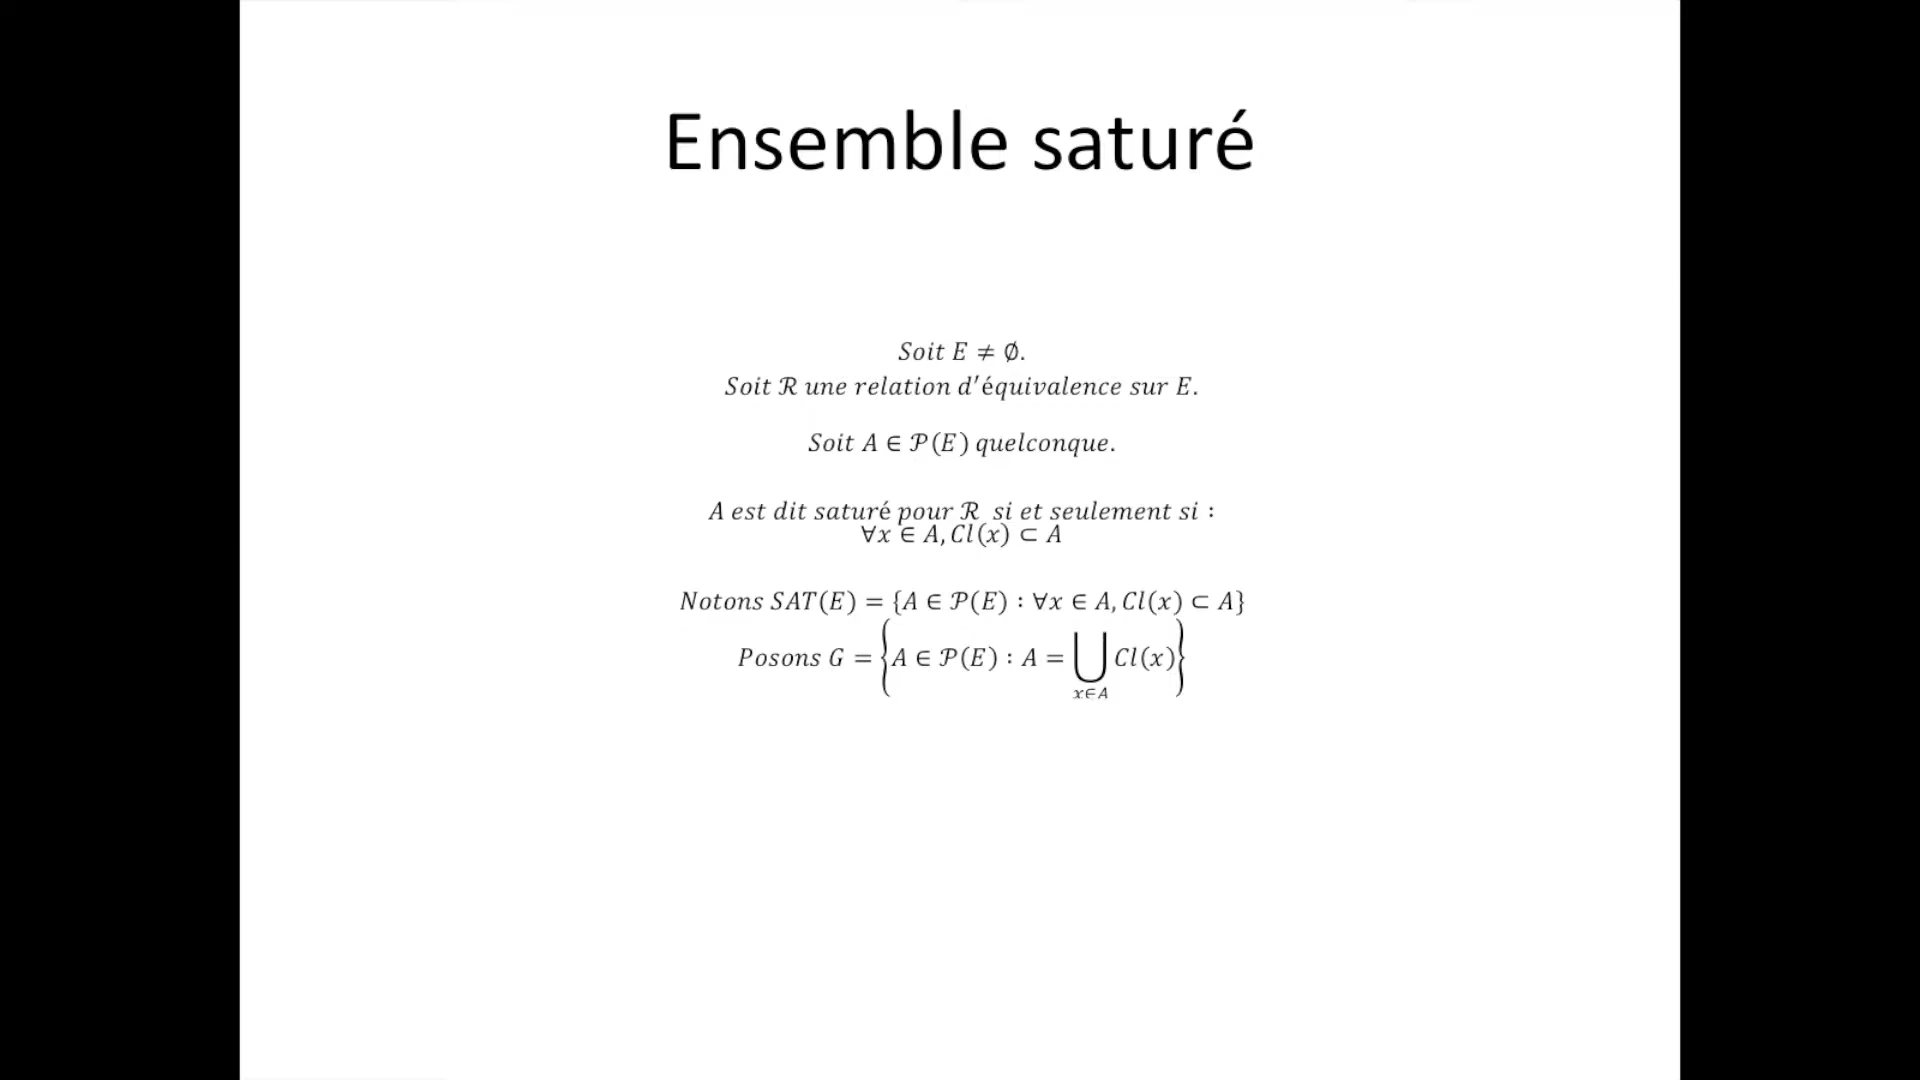 Ensemble saturé
Soit E ≠ ∅.
Soit ℛ une relation d'équivalence sur E.
Soit A ∈ 𝒫(E) quelconque.
A est dit saturé pour ℛ si et seulement si :
∀x ∈ A, Cl(x) ⊂ A
Notons SAT(E) = {A ∈ 𝒫(E) : ∀x ∈ A, Cl(x) ⊂ A}
Posons G = {A ∈ 𝒫(E) : A = ⋃ Cl(x)}
x∈A